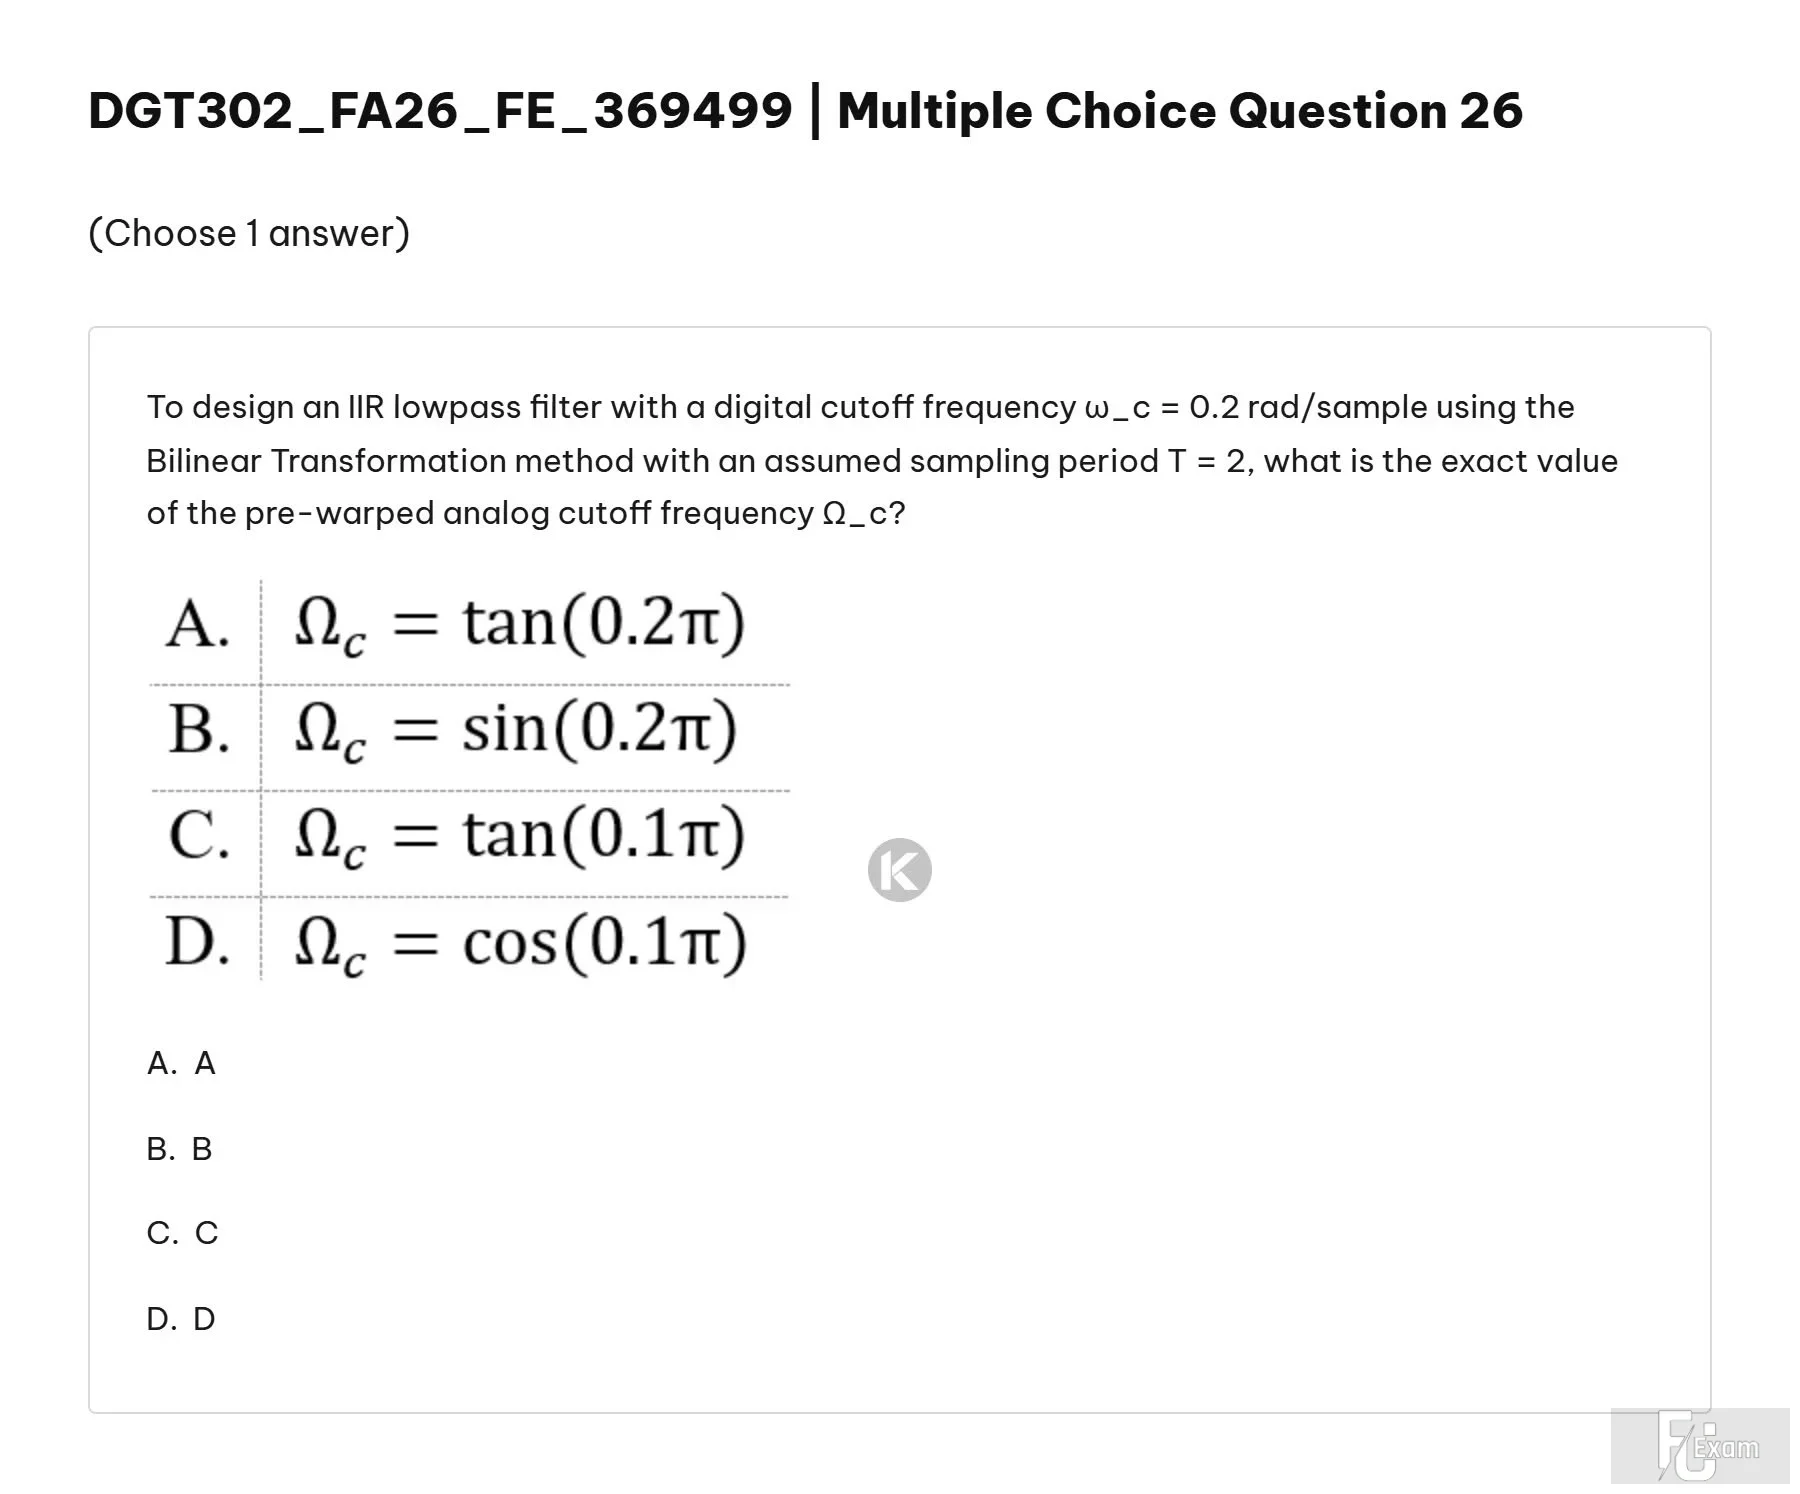 DGT302_FA26_FE_369499 | Multiple Choice Question 26
(Choose 1 answer)
To design an IIR lowpass filter with a digital cutoff frequency ω_c = 0.2 rad/sample using the
Bilinear Transformation method with an assumed sampling period T = 2, what is the exact value
of the pre-warped analog cutoff frequency Ω_c?
A. Ω_c = tan(0.2π)
B. Ω_c = sin(0.2π)
C. Ω_c = tan(0.1π)
D. Ω_c = cos(0.1π)
K
A. A
B. B
C. C
D. D
FU Exam